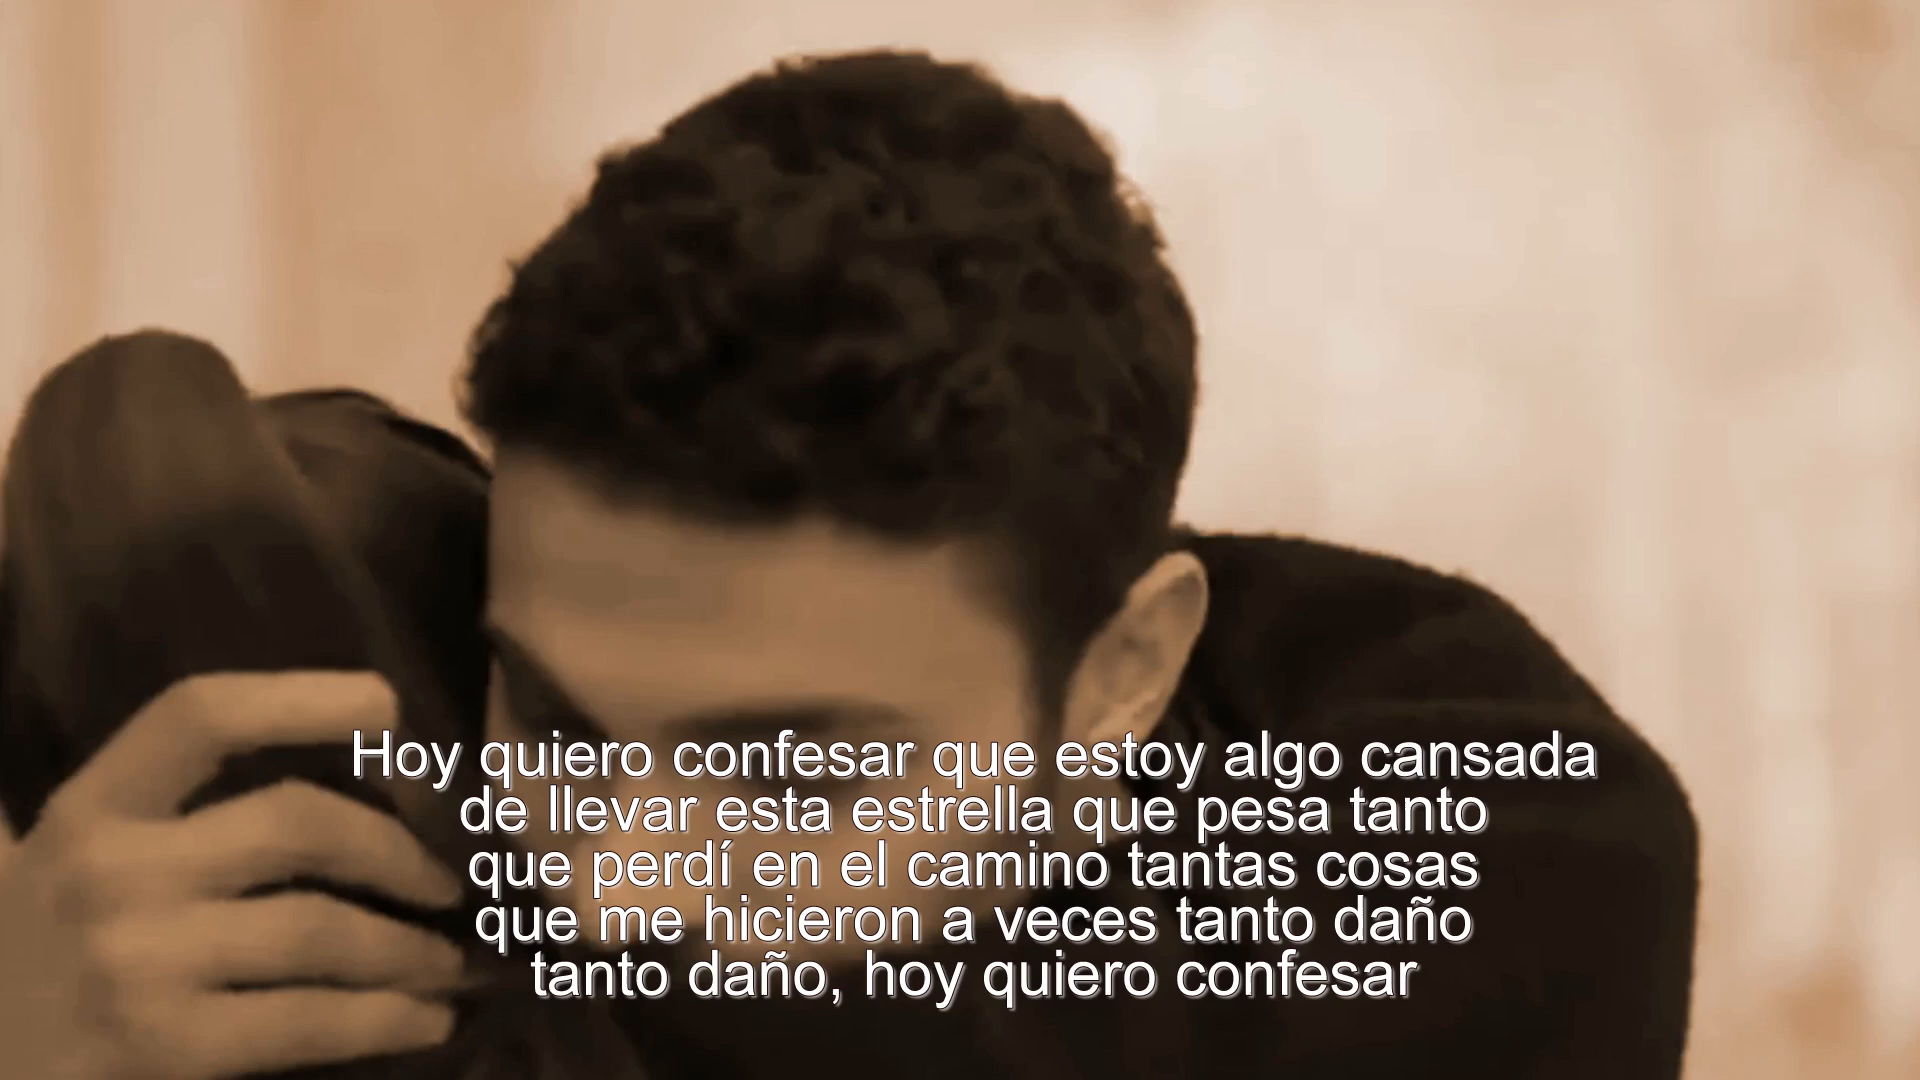 Hoy quiero confesar que estoy algo cansada
de llevar esta estrella que pesa tanto
que perdí en el camino tantas cosas
que me hicieron a veces tanto daño
tanto daño, hoy quiero confesar